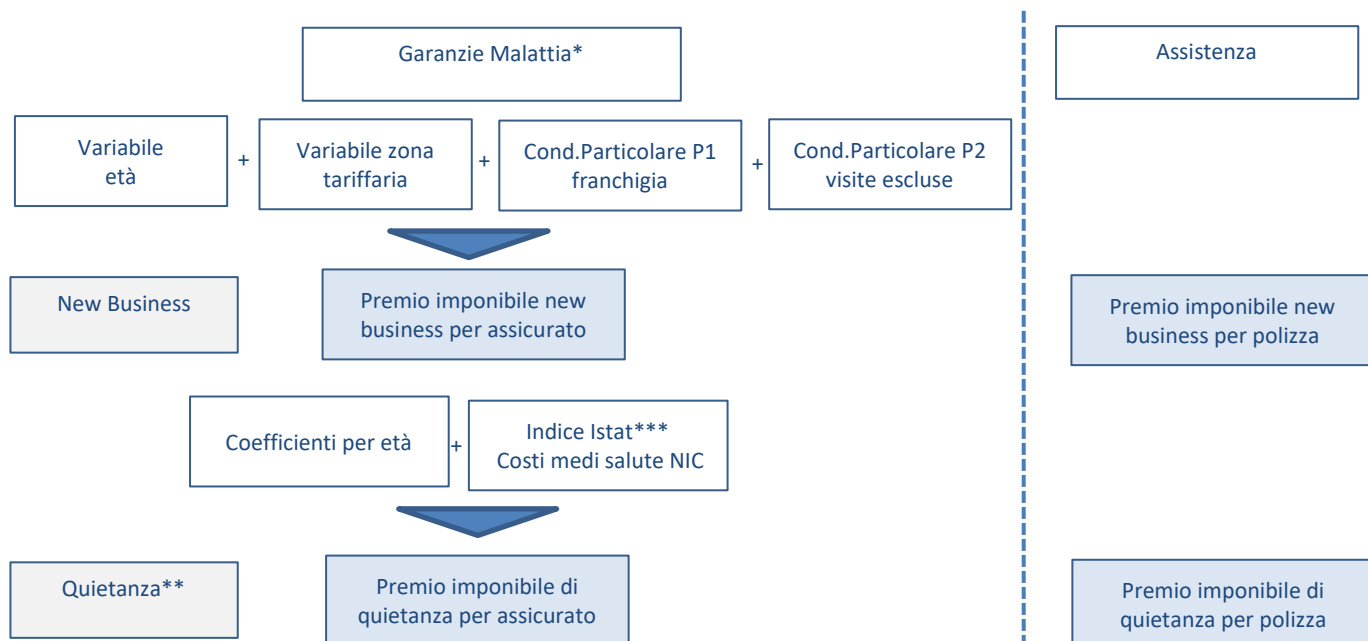 Garanzie Malattia*
Assistenza
Variabile
età
+
Variabile zona
tariffaria
+
Cond.Particolare P1
franchigia
+
Cond.Particolare P2
visite escluse
New Business
Premio imponibile new
business per assicurato
Premio imponibile new
business per polizza
Coefficienti per età
+
Indice Istat***
Costi medi salute NIC
Quietanza**
Premio imponibile di
quietanza per assicurato
Premio imponibile di
quietanza per polizza